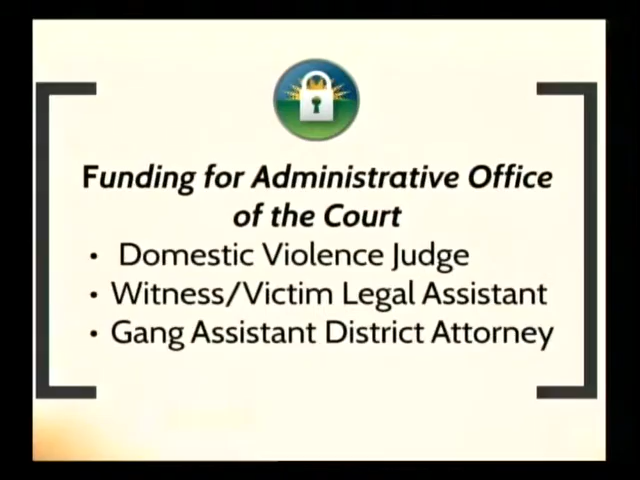 Funding for Administrative Office
of the Court
• Domestic Violence Judge
• Witness/Victim Legal Assistant
• Gang Assistant District Attorney